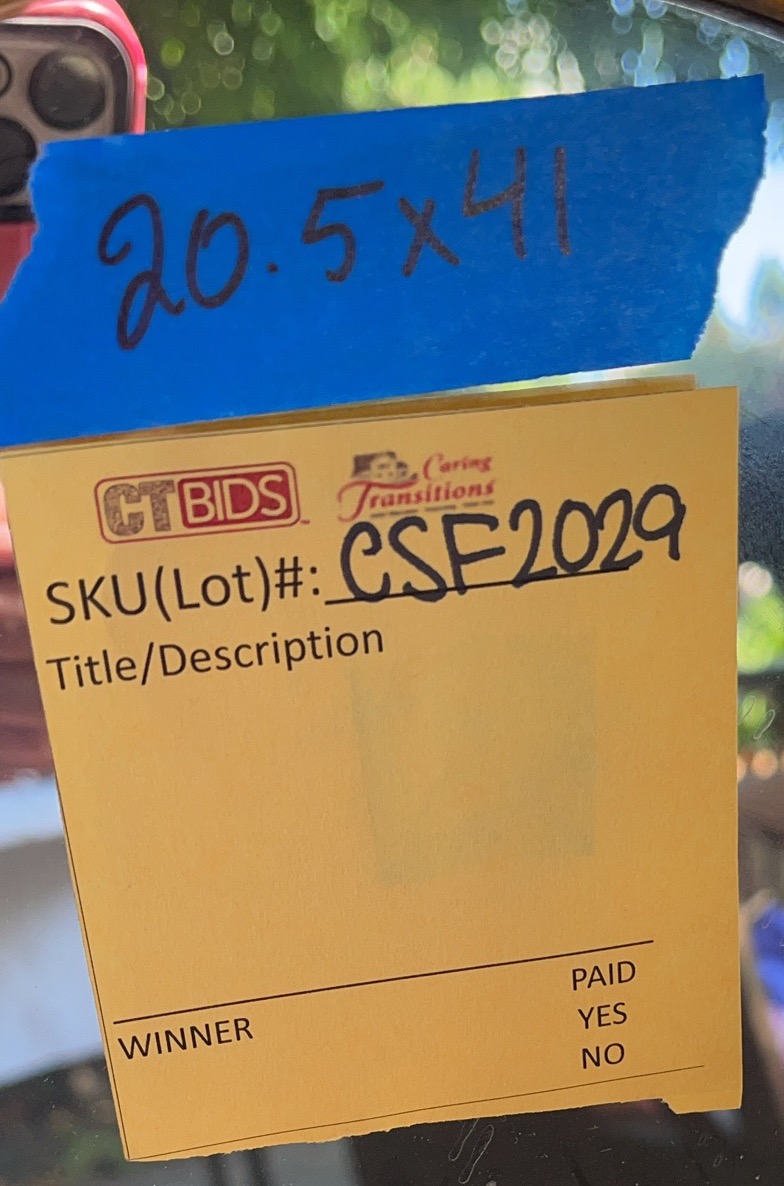 20.5x41
CTBIDS Caring Transitions
SKU(Lot)#: CSF2029
Title/Description
PAID
WINNER YES
NO